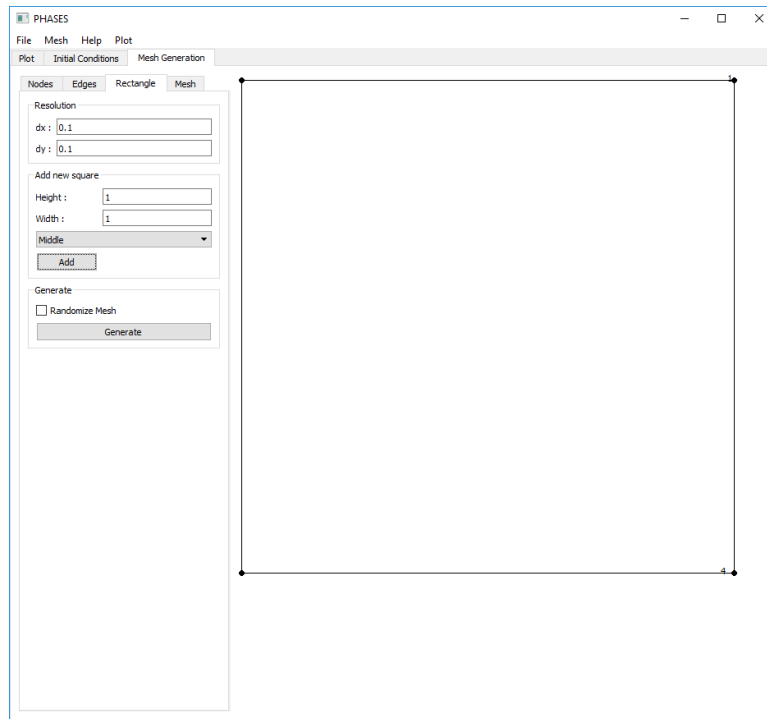 PHASES
File Mesh Help Plot
Plot Initial Conditions Mesh Generation
Nodes Edges Rectangle Mesh
Resolution
dx : 0.1
dy : 0.1
Add new square
Height : 1
Width : 1
Middle
Add
Generate
Randomize Mesh
Generate
1
4